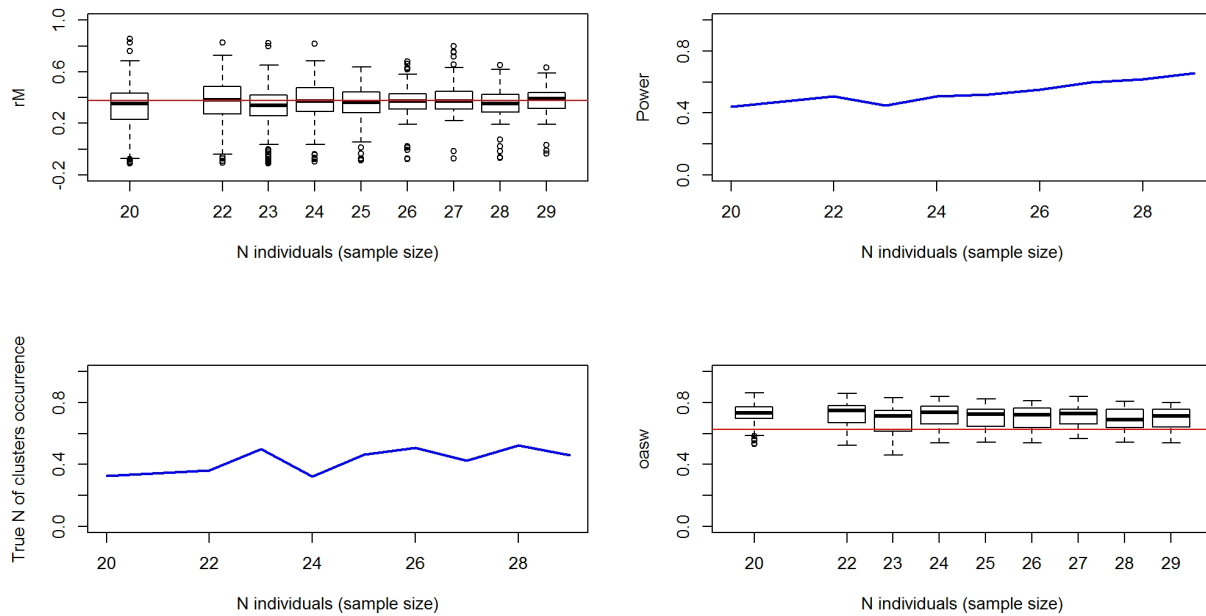 rM
1.0
0.6
0.2
-0.2
20 22 23 24 25 26 27 28 29
N individuals (sample size)
Power
0.8
0.4
0.0
20 22 24 26 28
N individuals (sample size)
True N of clusters occurrence
0.8
0.4
0.0
20 22 24 26 28
N individuals (sample size)
oasw
0.8
0.4
0.0
20 22 23 24 25 26 27 28 29
N individuals (sample size)